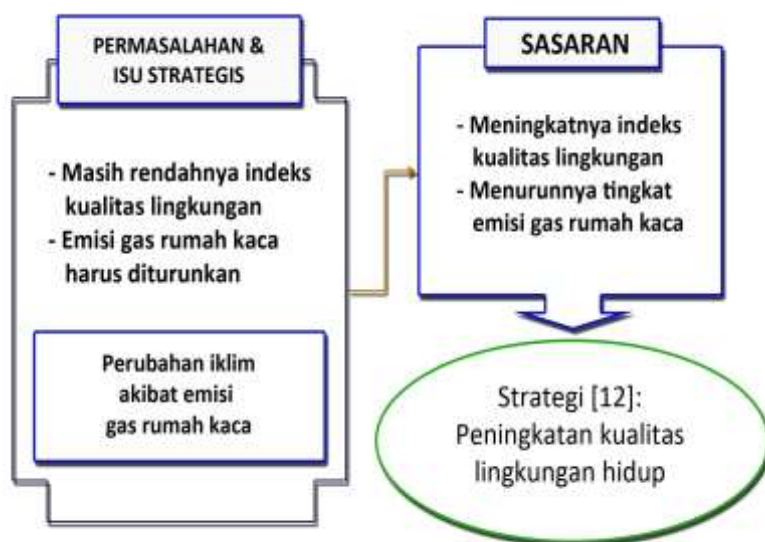 PERMASALAHAN &
ISU STRATEGIS
- Masih rendahnya indeks
kualitas lingkungan
- Emisi gas rumah kaca
harus diturunkan
Perubahan iklim
akibat emisi
gas rumah kaca
SASARAN
- Meningkatnya indeks
kualitas lingkungan
- Menurunnya tingkat
emisi gas rumah kaca
Strategi [12]:
Peningkatan kualitas
lingkungan hidup